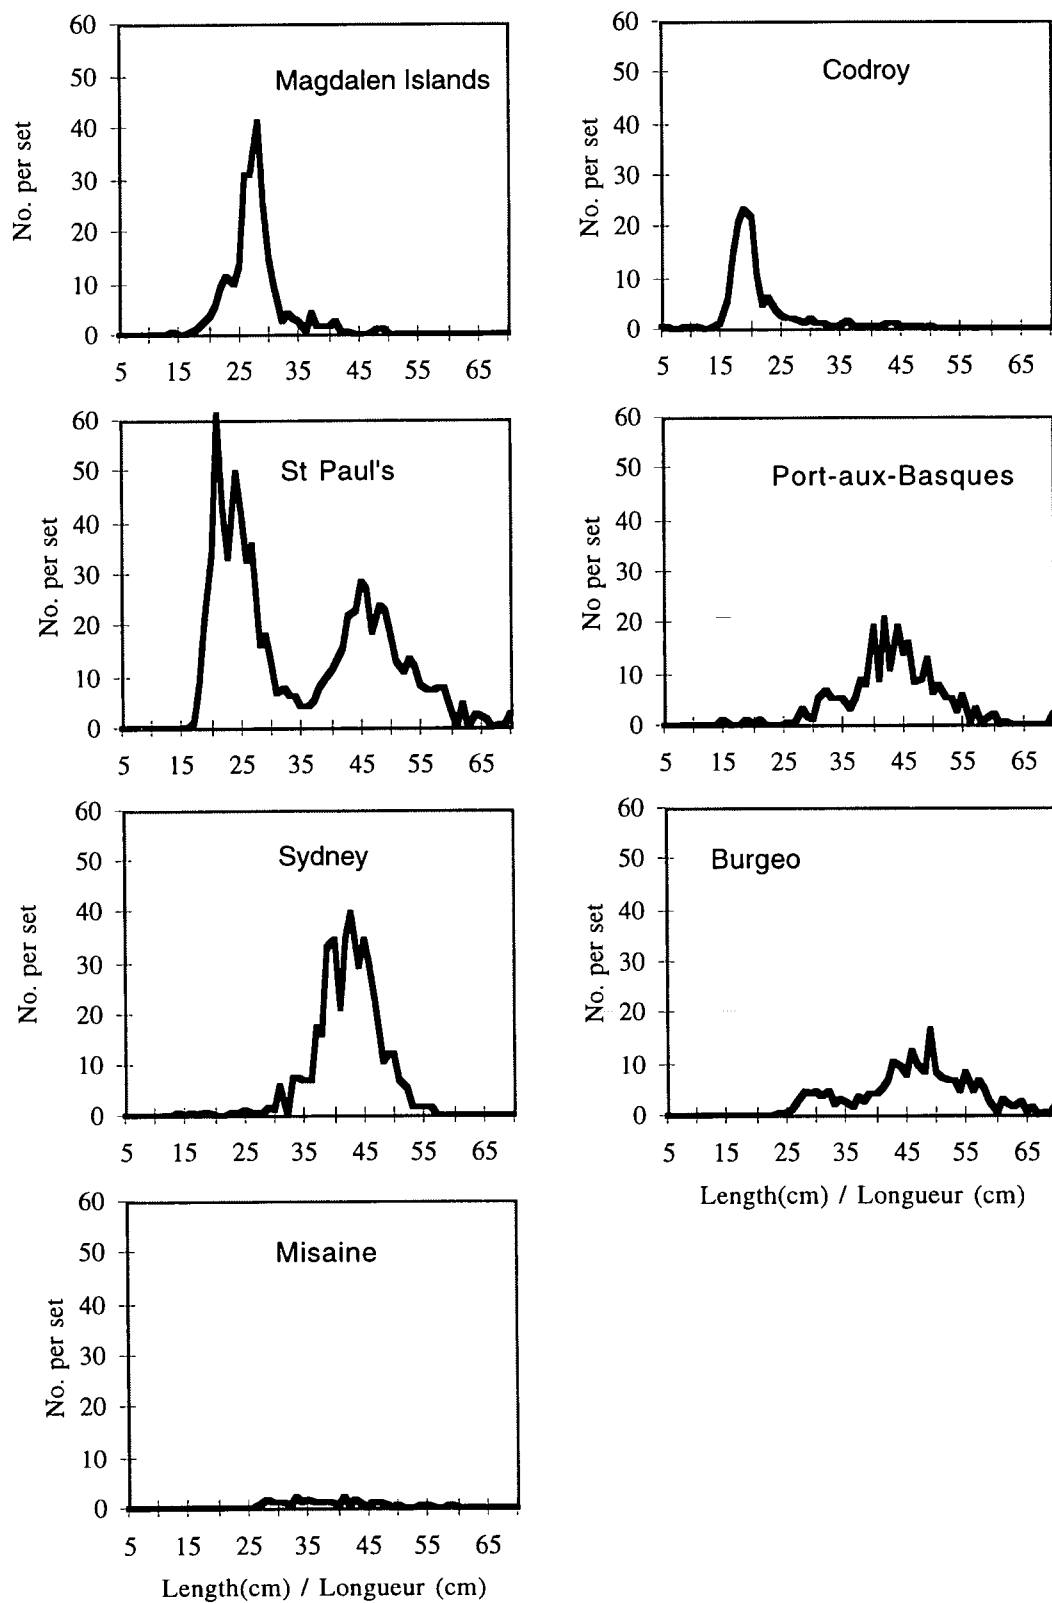 60
50
40
30
20
10
0
No. per set
Magdalen Islands
5 15 25 35 45 55 65
60
50
40
30
20
10
0
No. per set
Codroy
5 15 25 35 45 55 65
60
50
40
30
20
10
0
No. per set
St Paul's
5 15 25 35 45 55 65
60
50
40
30
20
10
0
No per set
Port-aux-Basques
5 15 25 35 45 55 65
60
50
40
30
20
10
0
No. per set
Sydney
5 15 25 35 45 55 65
60
50
40
30
20
10
0
No. per set
Burgeo
5 15 25 35 45 55 65
Length(cm) / Longueur (cm)
60
50
40
30
20
10
0
No. per set
Misaine
5 15 25 35 45 55 65
Length(cm) / Longueur (cm)